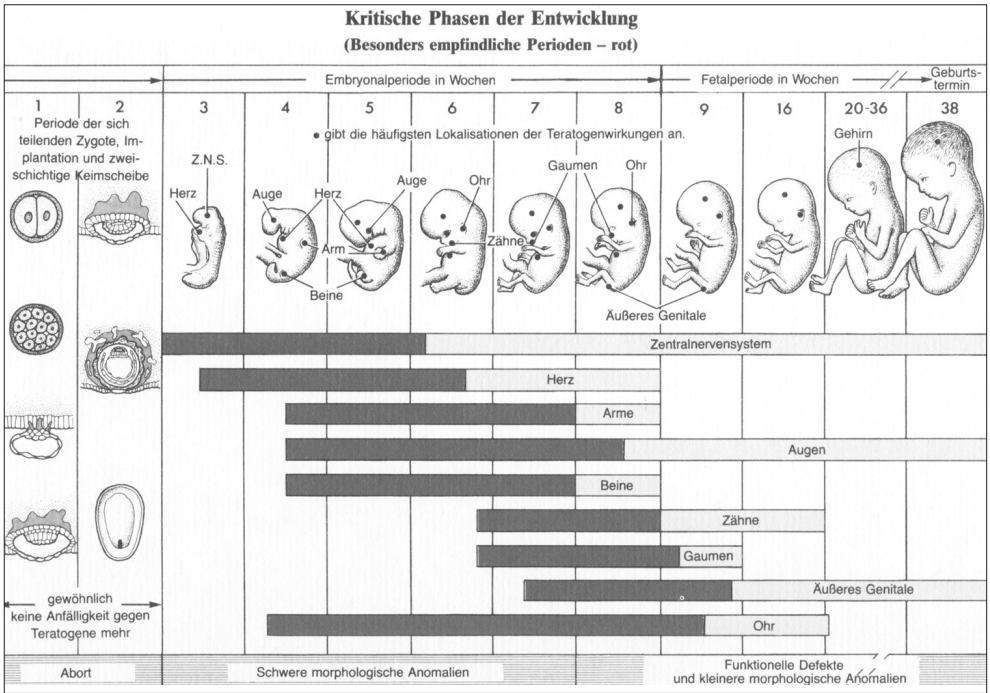 Kritische Phasen der Entwicklung
(Besonders empfindliche Perioden – rot)
Embryonalperiode in Wochen
Fetalperiode in Wochen
Geburts-
termin
1
2
3
4
5
6
7
8
9
16
20-36
38
Periode der sich
teilenden Zygote, Im-
plantation und zwei-
schichtige Keimscheibe
• gibt die häufigsten Lokalisationen der Teratogenwirkungen an.
Gehirn
Z.N.S.
Herz
Auge
Herz
Auge
Ohr
Gaumen
Ohr
Arm
Zähne
Beine
Äußeres Genitale
Zentralnervensystem
Herz
Arme
Augen
Beine
Zähne
Gaumen
Äußeres Genitale
Ohr
gewöhnlich
keine Anfälligkeit gegen
Teratogene mehr
Abort
Schwere morphologische Anomalien
Funktionelle Defekte
und kleinere morphologische Anomalien